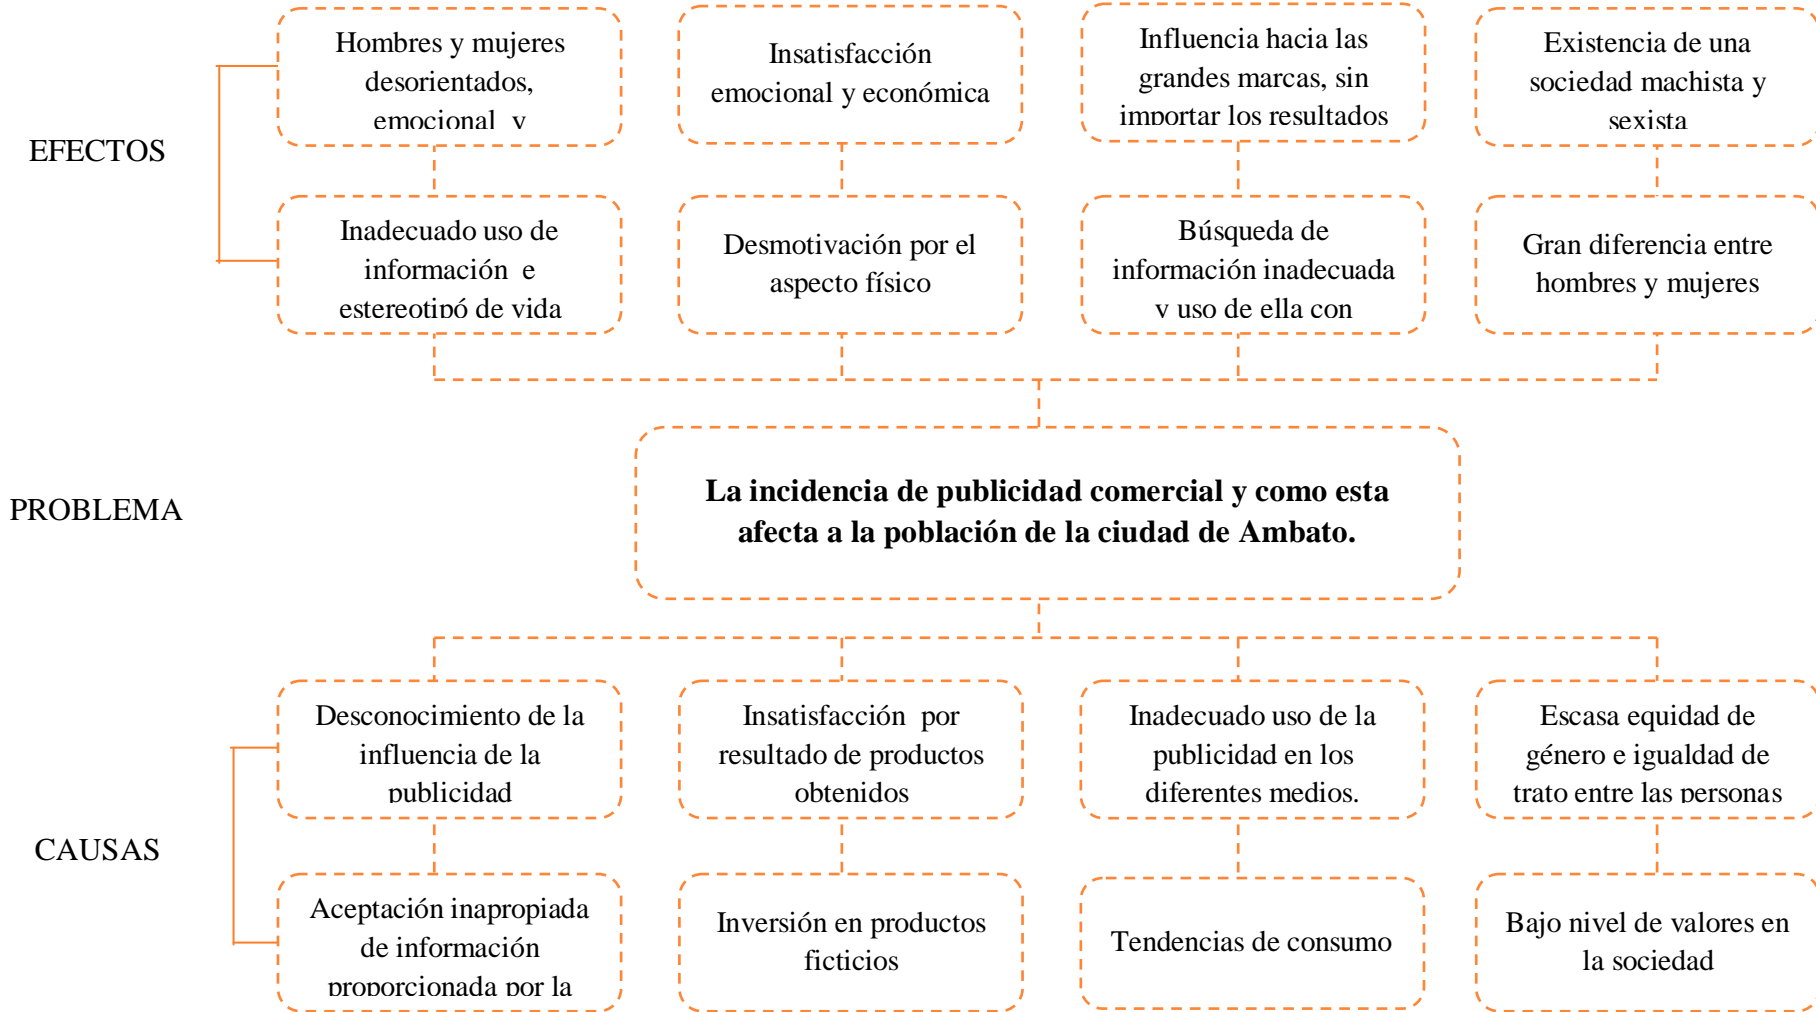 Hombres y mujeres
desorientados,
emocional y
Insatisfacción
emocional y económica
Influencia hacia las
grandes marcas, sin
importar los resultados
Existencia de una
sociedad machista y
sexista
EFECTOS
Inadecuado uso de
información e
estereotipó de vida
Desmotivación por el
aspecto físico
Búsqueda de
información inadecuada
y uso de ella con
Gran diferencia entre
hombres y mujeres
PROBLEMA
La incidencia de publicidad comercial y como esta
afecta a la población de la ciudad de Ambato.
Desconocimiento de la
influencia de la
publicidad
Insatisfacción por
resultado de productos
obtenidos
Inadecuado uso de la
publicidad en los
diferentes medios.
Escasa equidad de
género e igualdad de
trato entre las personas
CAUSAS
Aceptación inapropiada
de información
proporcionada por la
Inversión en productos
ficticios
Tendencias de consumo
Bajo nivel de valores en
la sociedad